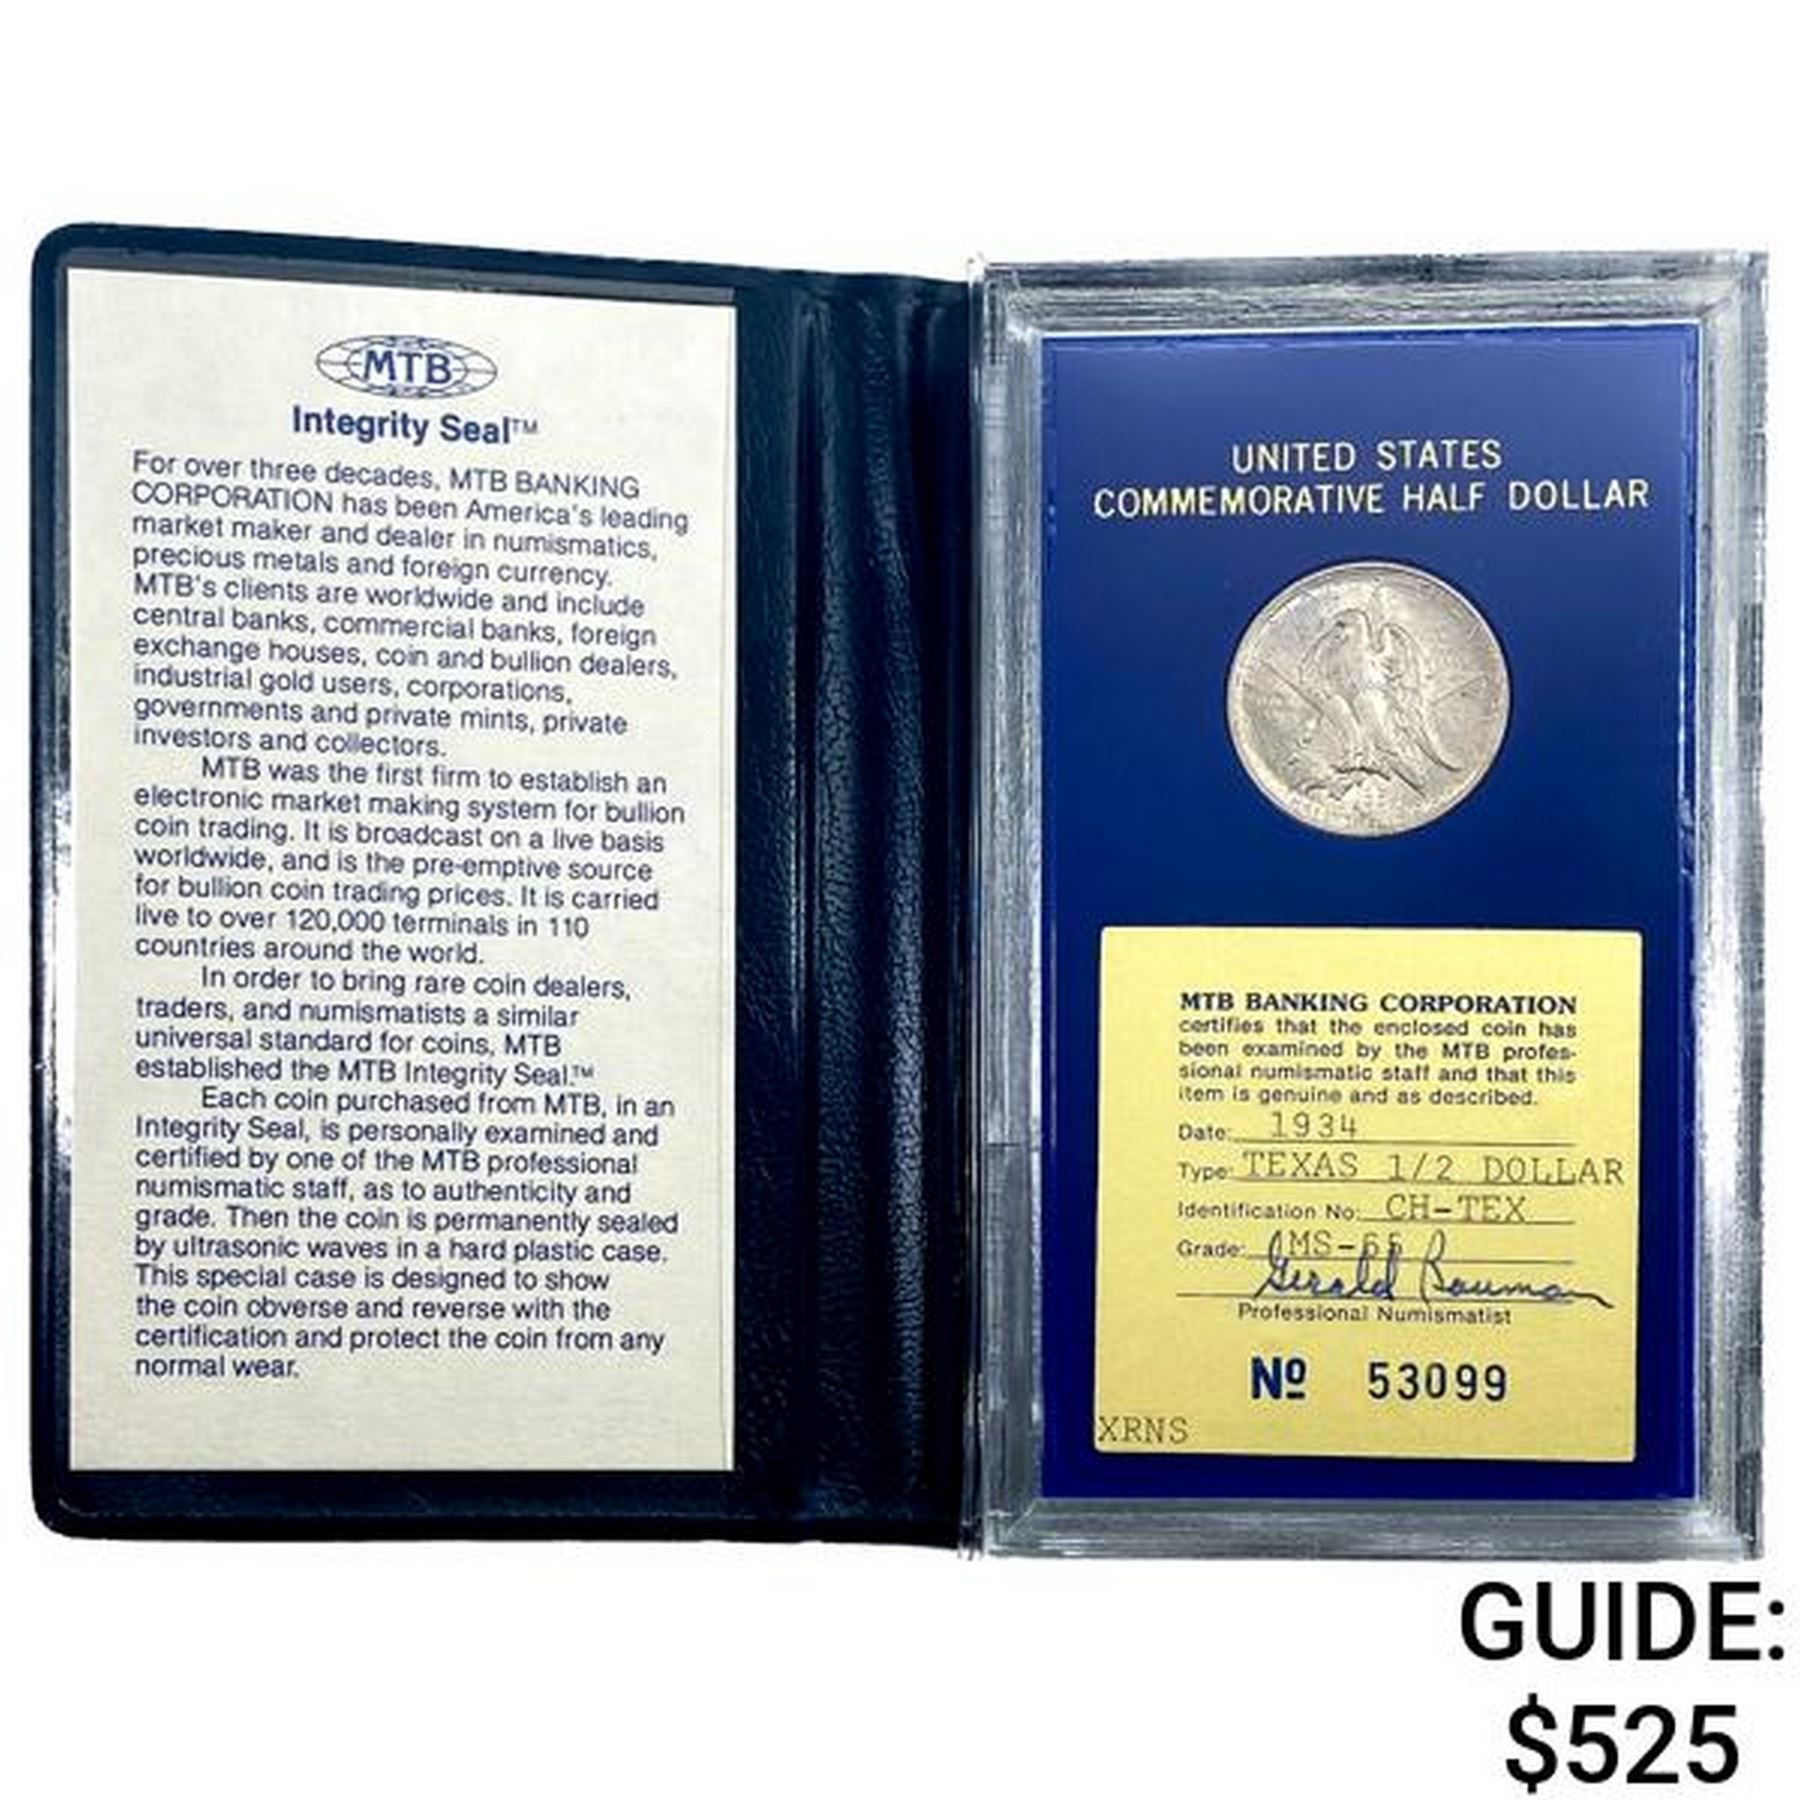 MTB
Integrity Seal™
For over three decades, MTB BANKING
CORPORATION has been America's leading
market maker and dealer in numismatics,
precious metals and foreign currency.
MTB's clients are worldwide and include
central banks, commercial banks, foreign
exchange houses, coin and bullion dealers,
industrial gold users, corporations,
governments and private mints, private
investors and collectors.
MTB was the first firm to establish an
electronic market making system for bullion
coin trading. It is broadcast on a live basis
worldwide, and is the pre-emptive source
for bullion coin trading prices. It is carried
live to over 120,000 terminals in 110
countries around the world.
In order to bring rare coin dealers,
traders, and numismatists a similar
universal standard for coins, MTB
established the MTB Integrity Seal.™
Each coin purchased from MTB, in an
Integrity Seal, is personally examined and
certified by one of the MTB professional
numismatic staff, as to authenticity and
grade. Then the coin is permanently sealed
by ultrasonic waves in a hard plastic case.
This special case is designed to show
the coin obverse and reverse with the
certification and protect the coin from any
normal wear.
UNITED STATES
COMMEMORATIVE HALF DOLLAR
MTB BANKING CORPORATION
certifies that the enclosed coin has
been examined by the MTB profes-
sional numismatic staff and that this
item is genuine and as described.
Date: 1934
Type: TEXAS 1/2 DOLLAR
Identification No: CH-TEX
Grade: MS-65
Gerald Bauman
Professional Numismatist
Nº 53099
XRNS
GUIDE:
$525